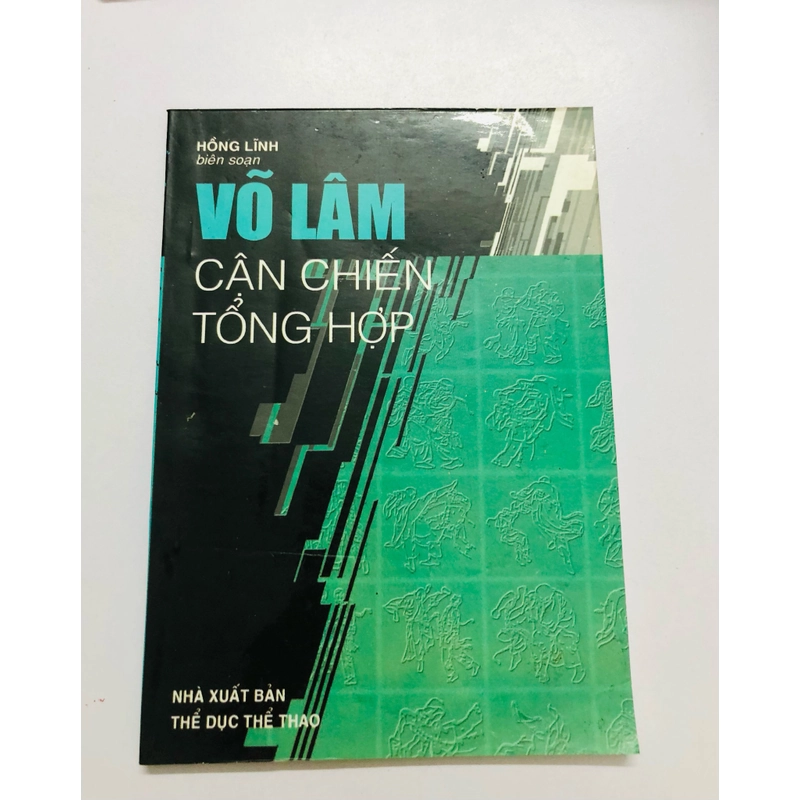 HỒNG LĨNH
biên soạn
VÕ LÂM
CẬN CHIẾN
TỔNG HỢP
NHÀ XUẤT BẢN
THỂ DỤC THỂ THAO